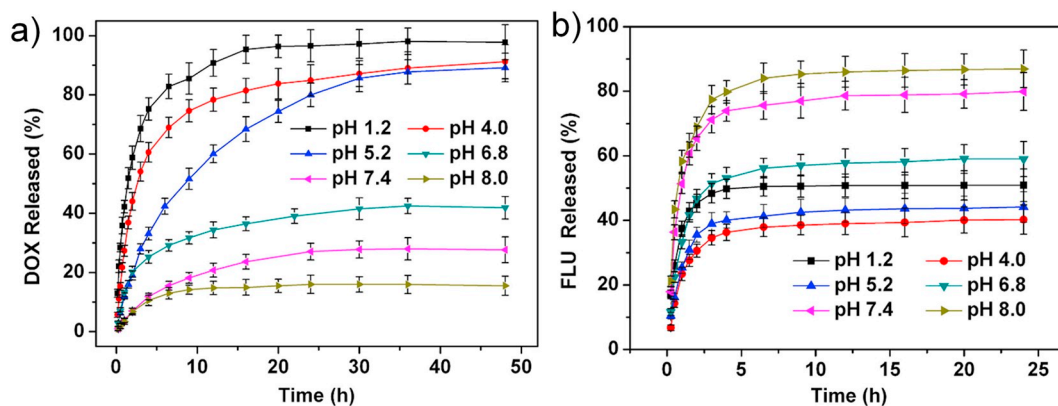 a)
DOX Released (%)
100
80
60
40
20
0
pH 1.2 pH 4.0
pH 5.2 pH 6.8
pH 7.4 pH 8.0
0 10 20 30 40 50
Time (h)
b)
FLU Released (%)
100
80
60
40
20
0
pH 1.2 pH 4.0
pH 5.2 pH 6.8
pH 7.4 pH 8.0
0 5 10 15 20 25
Time (h)